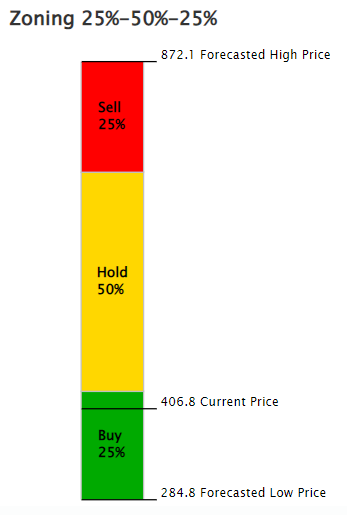 Zoning 25%-50%-25%
872.1 Forecasted High Price
Sell
25%
Hold
50%
406.8 Current Price
Buy
25%
284.8 Forecasted Low Price